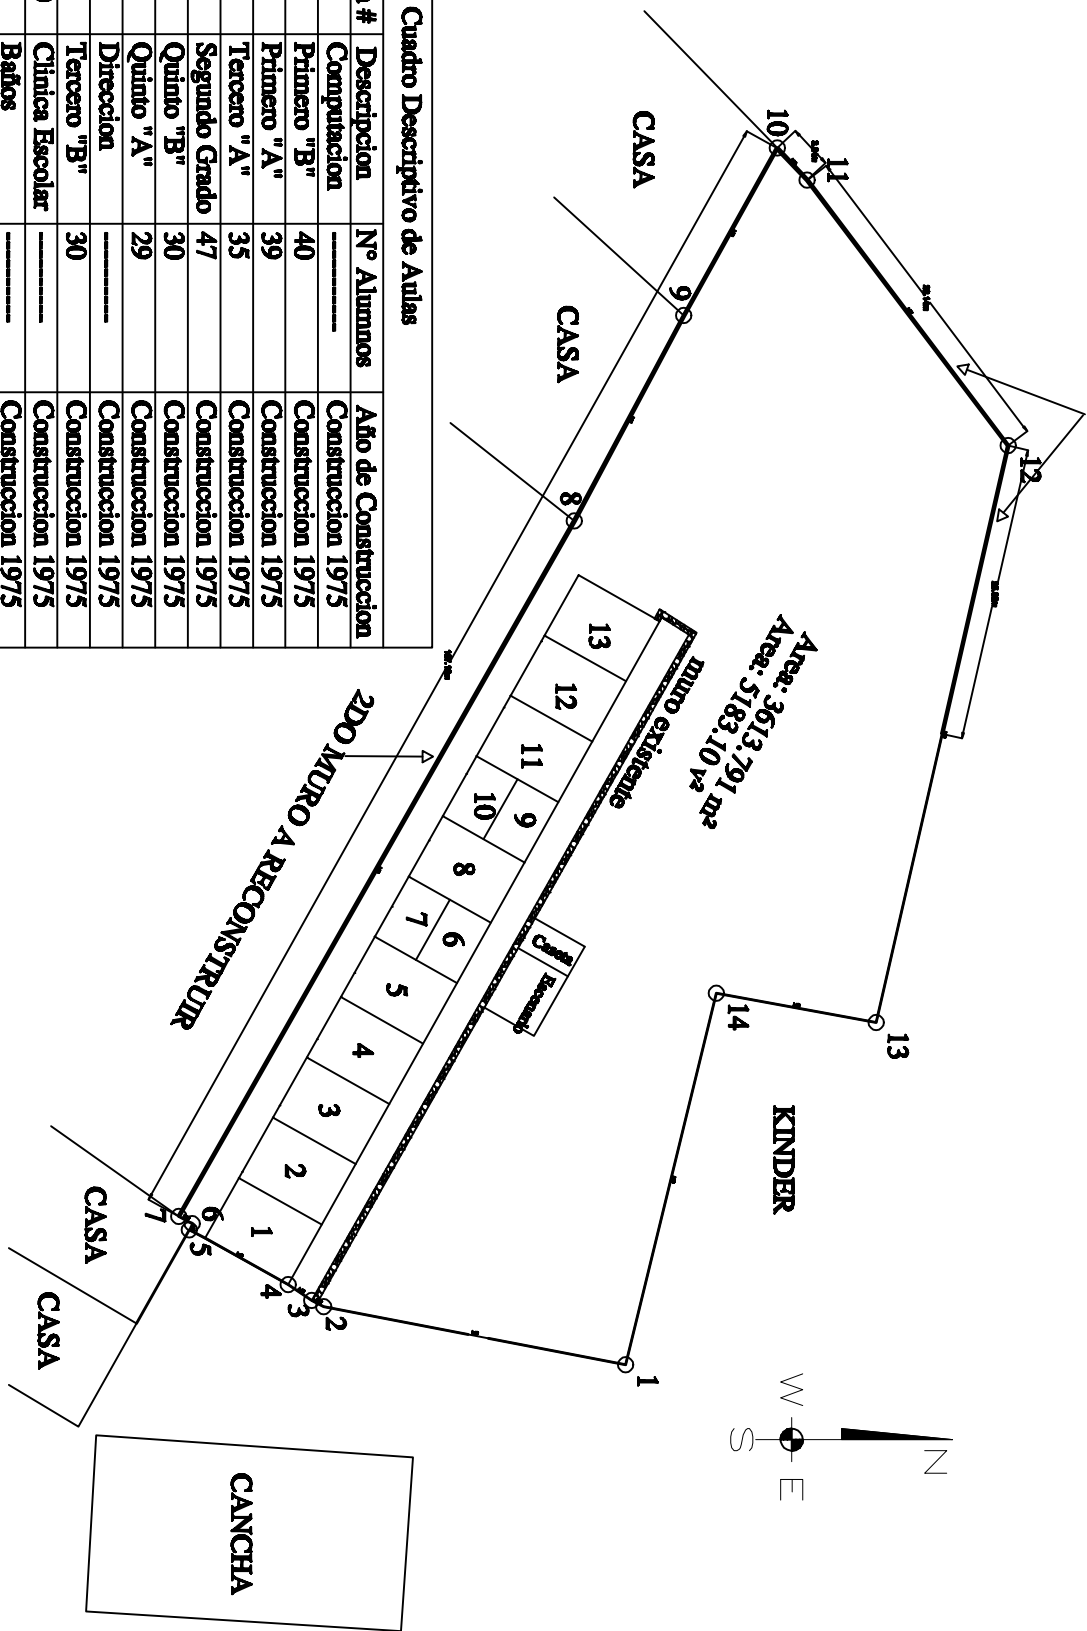 Cuadro Descriptivo de Aulas
# Descripcion N° Alumnos Año de Construccion
Computacion --------- Construccion 1975
Primero "B" 40 Construccion 1975
Primero "A" 39 Construccion 1975
Tercero "A" 35 Construccion 1975
Segundo Grado 47 Construccion 1975
Quinto "B" 30 Construccion 1975
Quinto "A" 29 Construccion 1975
Direccion --------- Construccion 1975
Tercero "B" 30 Construccion 1975
Clinica Escolar --------- Construccion 1975
Baños --------- Construccion 1975
10
11
12
9
8
13
14
1
2
3
4
5
6
7
CASA
CASA
CASA
CASA
Area: 3613.791 m²
Area: 5183.10 v²
muro existente
13
12
11
10
9
8
7
6
5
4
3
2
1
Caseta
Escenario
2DO MURO A RECONSTRUIR
KINDER
CANCHA
N
W
E
S